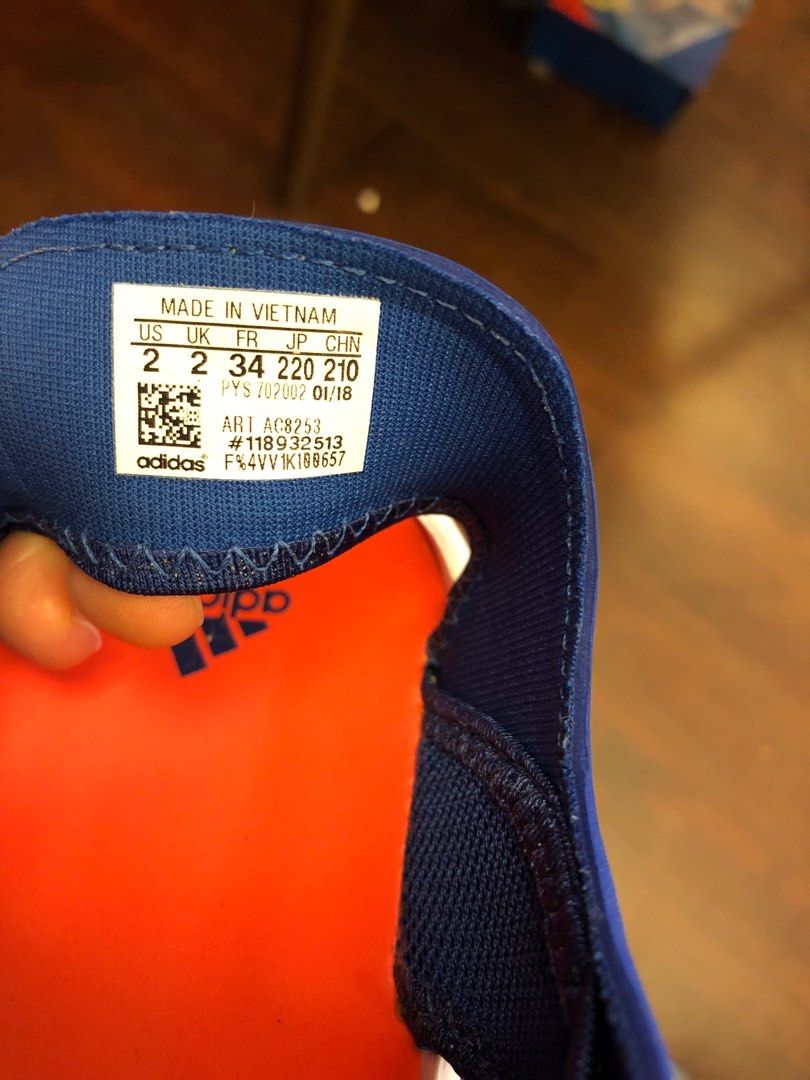 MADE IN VIETNAM
US UK FR JP CHN
2 2 34 220 210
PYS 702002 01/18
ART AC8253
#118932513
adidas F%4VV1K100657